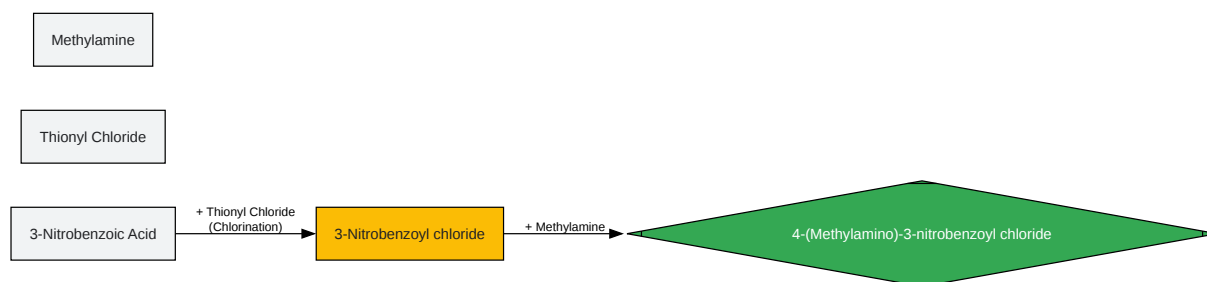 Methylamine
Thionyl Chloride
3-Nitrobenzoic Acid
+ Thionyl Chloride
(Chlorination)
3-Nitrobenzoyl chloride
+ Methylamine
4-(Methylamino)-3-nitrobenzoyl chloride